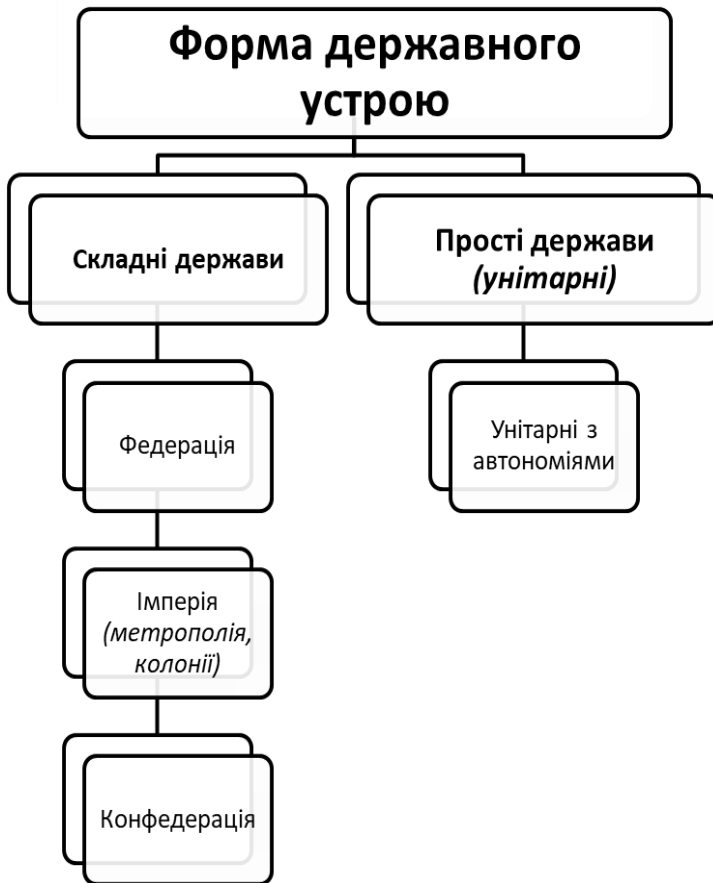 Форма державного
устрою
Складні держави
Прості держави
(унітарні)
Федерація
Унітарні з
автономіями
Імперія
(метрополія,
колонії)
Конфедерація